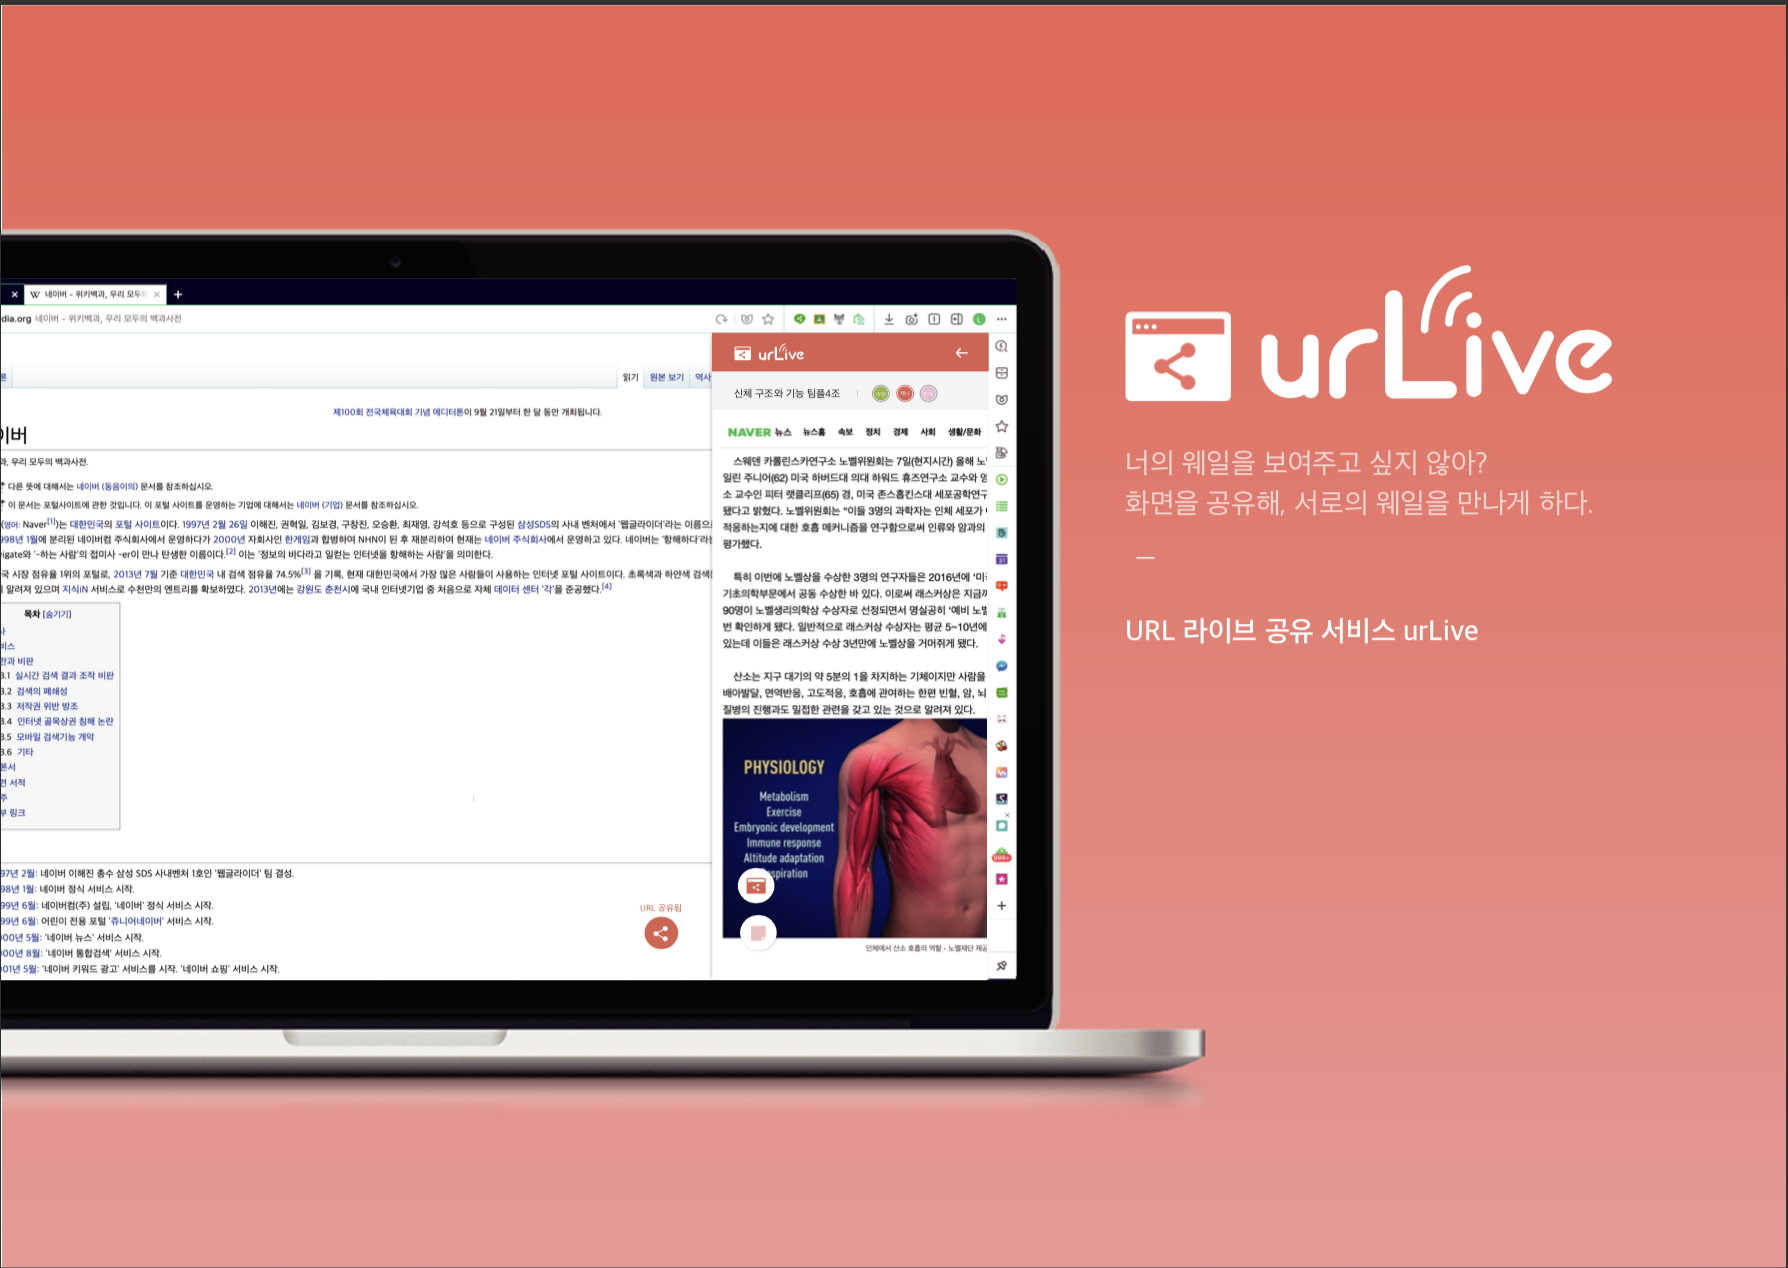 네이버 - 위키백과, 우리 모두의
dia.org 네이버 - 위키백과, 우리 모두의 백과사전
읽기 원본 보기 역사
제100회 전국체육대회 기념 에디터톤이 9월 21일부터 한 달 동안 개최됩니다.
이버
과, 우리 모두의 백과사전.
다른 뜻에 대해서는 네이버 (동음이의) 문서를 참조하십시오.
이 문서는 포털사이트에 관한 것입니다. 이 포털 사이트를 운영하는 기업에 대해서는 네이버 (기업) 문서를 참조하십시오.
(영어: Naver[1])는 대한민국의 포털 사이트이다. 1997년 2월 26일 이해진, 권혁일, 김보경, 구창진, 오승환, 최재영, 강석호 등으로 구성된 삼성SDS의 사내 벤처에서 '웹글라이더'라는 이름으
998년 1월에 분리된 네이버컴 주식회사에서 운영하다가 2000년 자회사인 한게임과 합병하여 NHN이 된 후 재분리하여 현재는 네이버 주식회사에서 운영하고 있다. 네이버는 '항해하다'라는
igate와 '-하는 사람'의 접미사 -er이 만나 탄생한 이름이다.[2] 이는 '정보의 바다라고 일컫는 인터넷을 항해하는 사람'을 의미한다.
국 시장 점유율 1위의 포털로, 2013년 7월 기준 대한민국 내 검색 점유율 74.5%[3] 을 기록, 현재 대한민국에서 가장 많은 사람들이 사용하는 인터넷 포털 사이트이다. 초록색과 하얀색 검색
알려져 있으며 지식iN 서비스로 수천만의 엔트리를 확보하였다. 2013년에는 강원도 춘천시에 국내 인터넷기업 중 처음으로 자체 데이터 센터 '각'을 준공했다.[4]
목차 [숨기기]
사
비스
란과 비판
3.1 실시간 검색 결과 조작 비판
3.2 검색의 폐쇄성
3.3 저작권 위반 방조
3.4 인터넷 골목상권 침해 논란
3.5 모바일 검색기능 개악
3.6 기타
론서
련 서적
주
부 링크
97년 2월: 네이버 이해진 총수 삼성 SDS 사내벤처 1호인 '웹글라이더' 팀 결성.
98년 1월: 네이버 정식 서비스 시작.
99년 6월: 네이버컴(주) 설립, '네이버' 정식 서비스 시작.
99년 6월: 어린이 전용 포털 '쥬니어네이버' 서비스 시작.
00년 5월: '네이버 뉴스' 서비스 시작.
00년 8월: '네이버 통합검색' 서비스 시작.
01년 5월: '네이버 키워드 광고' 서비스를 시작. '네이버 쇼핑' 서비스 시작.
URL 공유됨
urLive
신체 구조와 기능 팀플4조
NAVER 뉴스 뉴스홈 속보 정치 경제 사회 생활/문화
스웨덴 카롤린스카연구소 노벨위원회는 7일(현지시간) 올해 노
일린 주니어(62) 미국 하버드대 의대 하워드 휴즈연구소 교수와 영
소 교수인 피터 랫클리프(65) 경, 미국 존스홉킨스대 세포공학연구
됐다고 밝혔다. 노벨위원회는 "이들 3명의 과학자는 인체 세포가
적응하는지에 대한 호흡 메커니즘을 연구함으로써 인류와 암과의
평가했다.
특히 이번에 노벨상을 수상한 3명의 연구자들은 2016년에 '미
기초의학부문에서 공동 수상한 바 있다. 이로써 래스커상은 지금까
90명이 노벨생리의학상 수상자로 선정되면서 명실공히 '예비 노벨
번 확인하게 됐다. 일반적으로 래스커상 수상자는 평균 5~10년에
있는데 이들은 래스커상 수상 3년만에 노벨상을 거머쥐게 됐다.
산소는 지구 대기의 약 5분의 1을 차지하는 기체이지만 사람을
배아발달, 면역반응, 고도적응, 호흡에 관여하는 한편 빈혈, 암, 뇌
질병의 진행과도 밀접한 관련을 갖고 있는 것으로 알려져 있다.
PHYSIOLOGY
Metabolism
Exercise
Embryonic development
Immune response
Altitude adaptation
spiration
인체에서 산소 호흡의 역할 - 노벨재단 제공
999+
urLive
너의 웨일을 보여주고 싶지 않아?
화면을 공유해, 서로의 웨일을 만나게 하다.
URL 라이브 공유 서비스 urLive